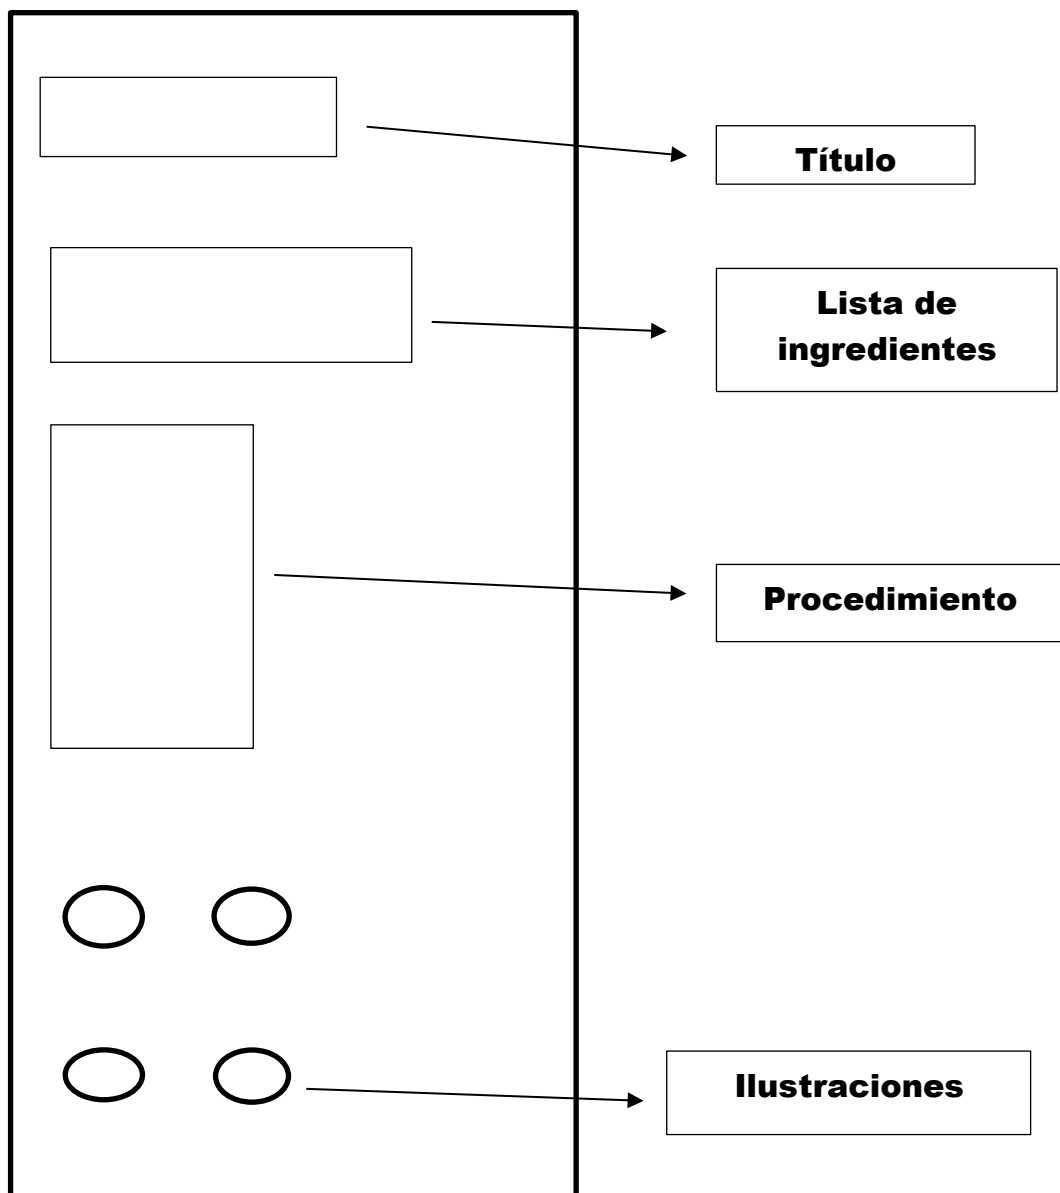 Título
Lista de
ingredientes
Procedimiento
Ilustraciones